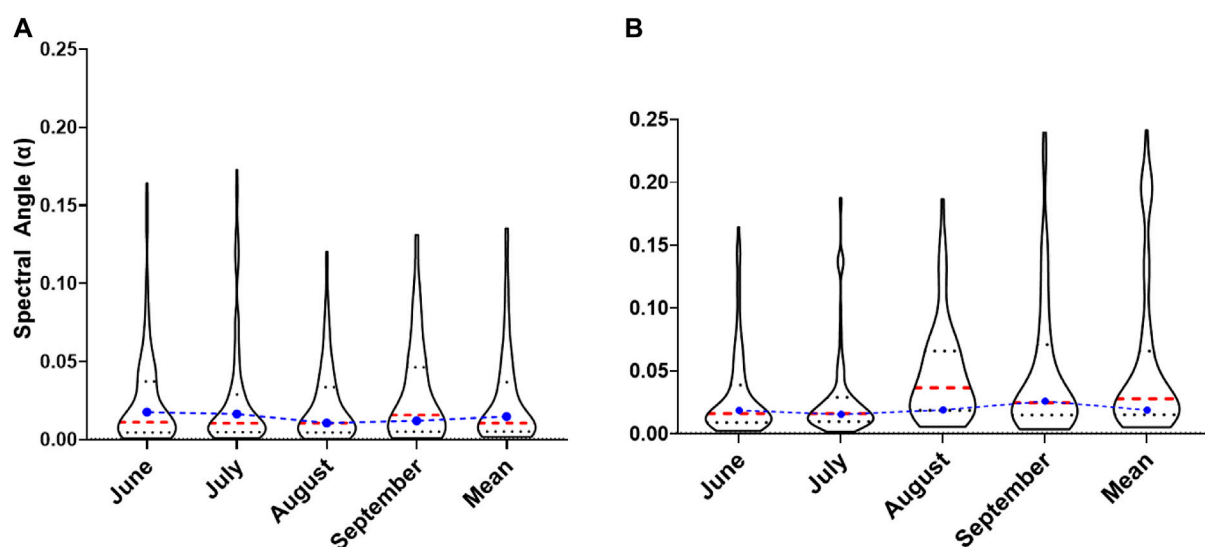 A
Spectral Angle (α)
0.25
0.20
0.15
0.10
0.05
0.00
June
July
August
September
Mean
B
0.25
0.20
0.15
0.10
0.05
0.00
June
July
August
September
Mean